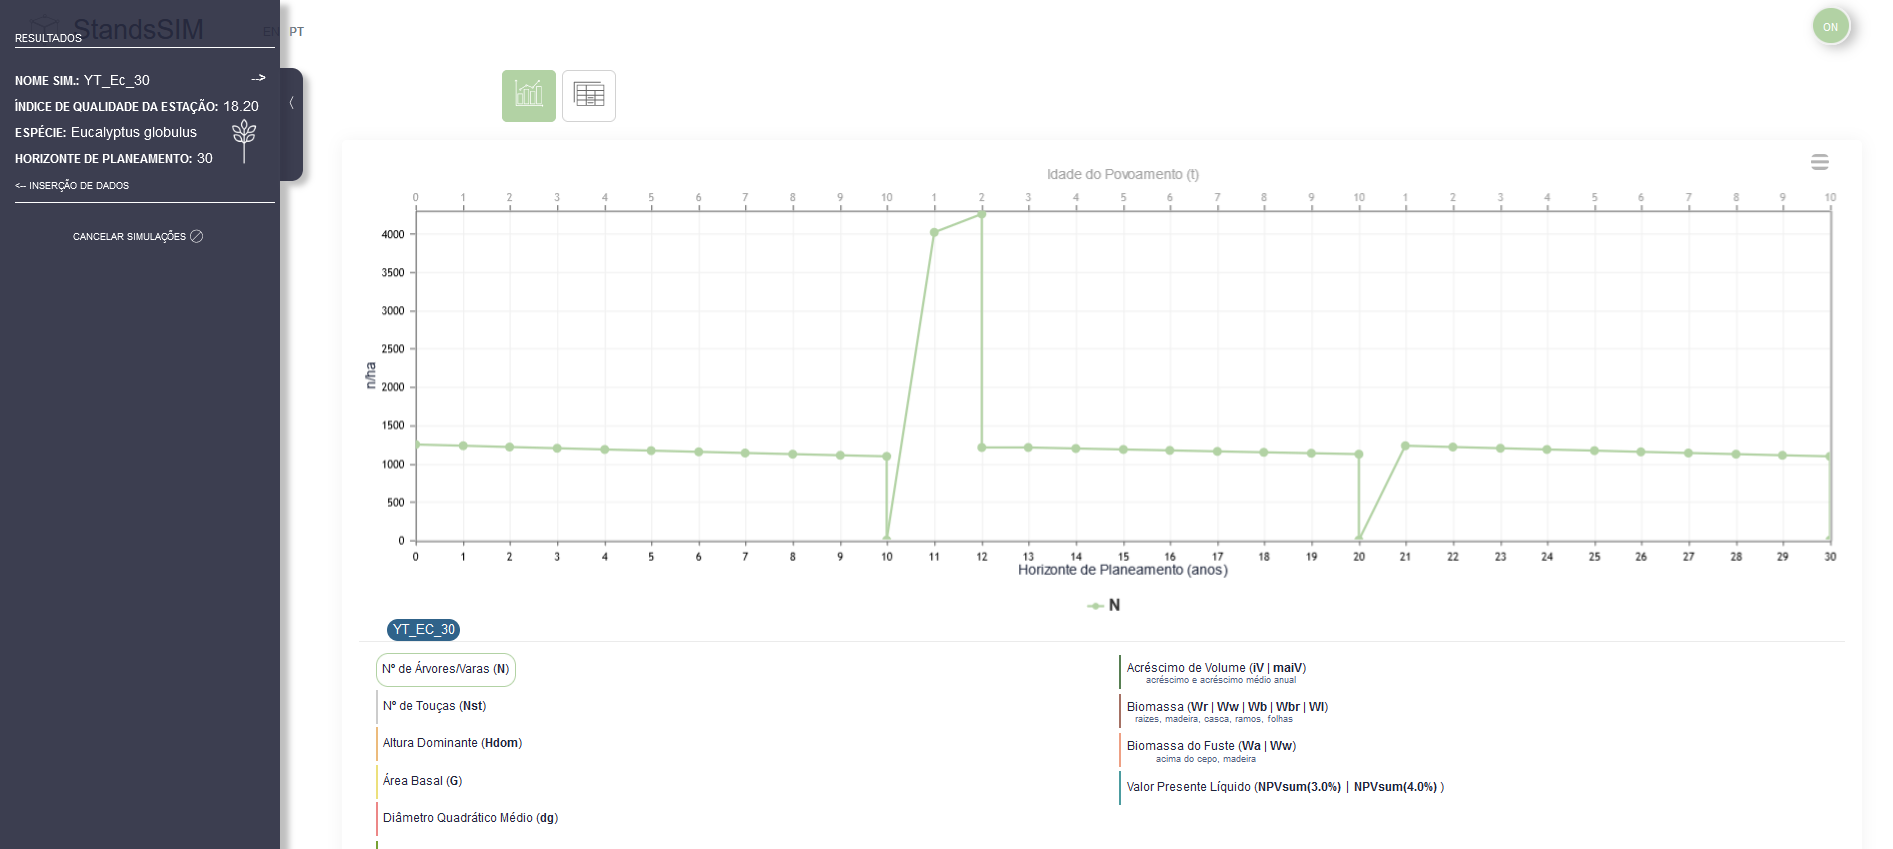 StandsSIM
EN PT
ON
RESULTADOS
NOME SIM.: YT_Ec_30 -->
ÍNDICE DE QUALIDADE DA ESTAÇÃO: 18.20
ESPÉCIE: Eucalyptus globulus
HORIZONTE DE PLANEAMENTO: 30
<-- INSERÇÃO DE DADOS
CANCELAR SIMULAÇÕES
Idade do Povoamento (t)
0 1 2 3 4 5 6 7 8 9 10 1 2 3 4 5 6 7 8 9 10 1 2 3 4 5 6 7 8 9 10
4000
3500
3000
2500
2000
1500
1000
500
0
n/ha
0 1 2 3 4 5 6 7 8 9 10 11 12 13 14 15 16 17 18 19 20 21 22 23 24 25 26 27 28 29 30
Horizonte de Planeamento (anos)
N
YT_EC_30
Nº de Árvores/Varas (N)
Nº de Touças (Nst)
Altura Dominante (Hdom)
Área Basal (G)
Diâmetro Quadrático Médio (dg)
Acréscimo de Volume (iV | maiV)
acréscimo e acréscimo médio anual
Biomassa (Wr | Ww | Wb | Wbr | Wl)
raizes, madeira, casca, ramos, folhas
Biomassa do Fuste (Wa | Ww)
acima do cepo, madeira
Valor Presente Líquido (NPVsum(3.0%) | NPVsum(4.0%) )